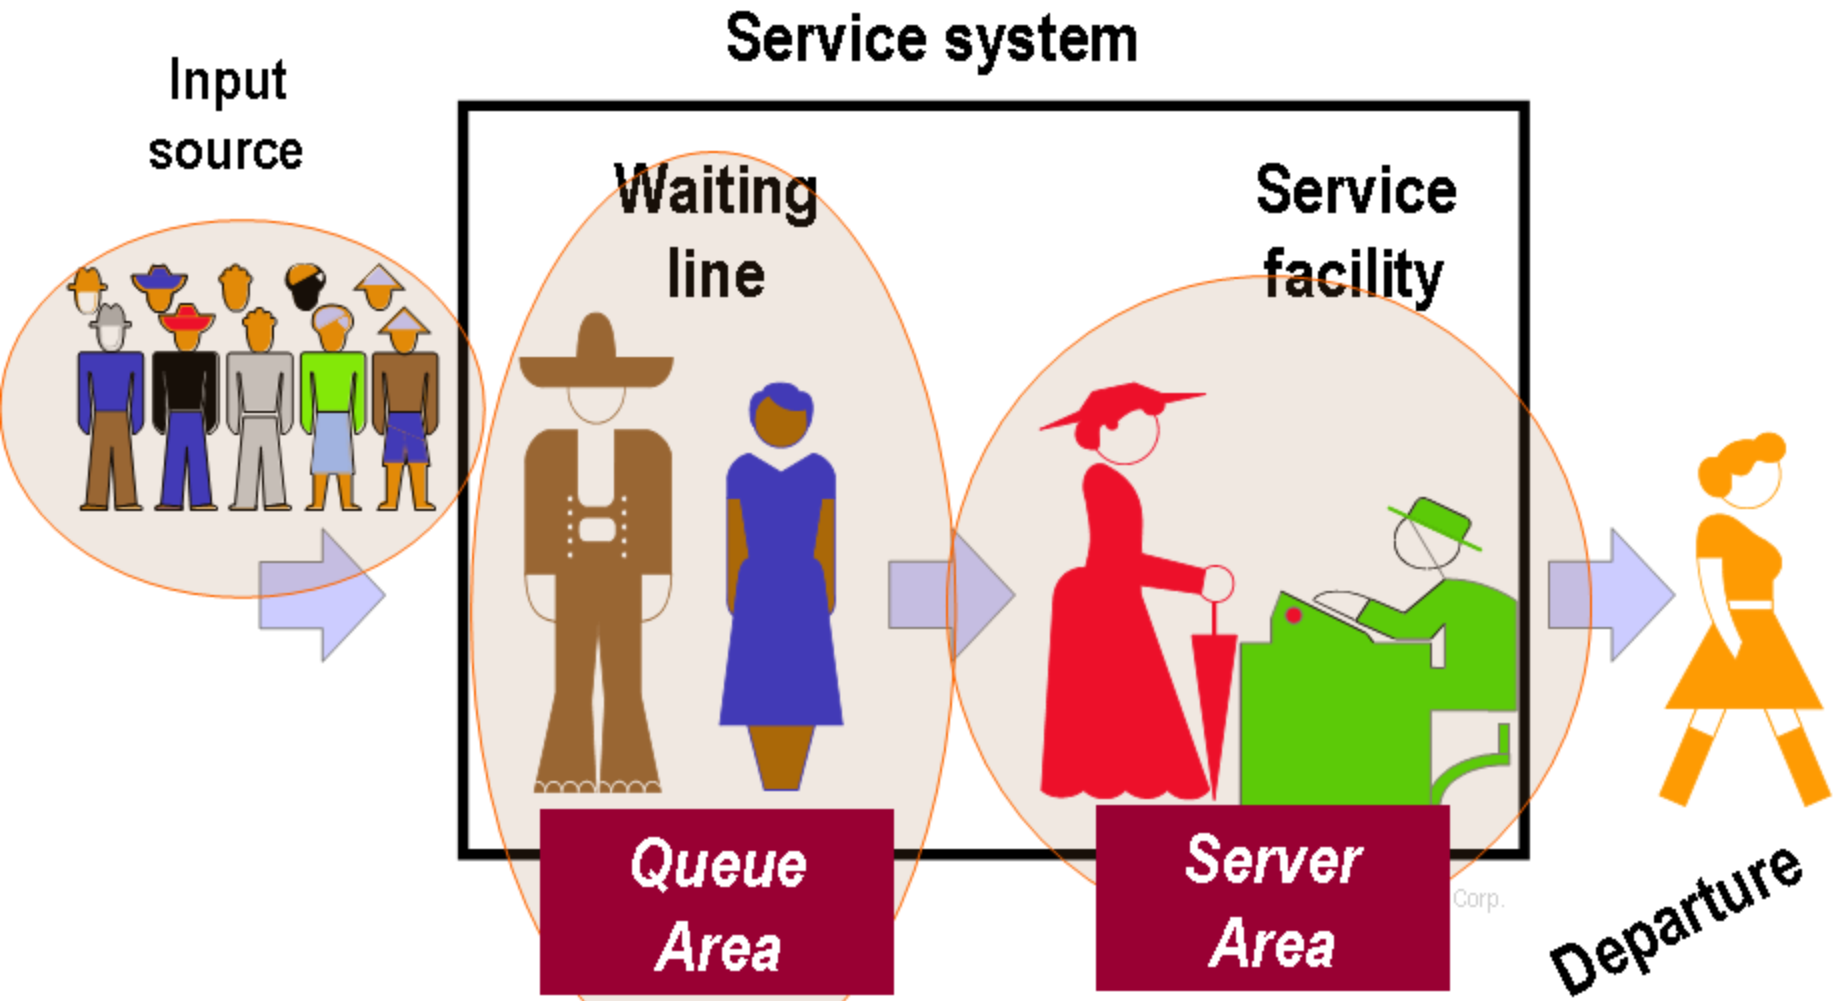 Service system
Input
source
Waiting
line
Service
facility
Queue
Area
Server
Area
Corp.
Departure